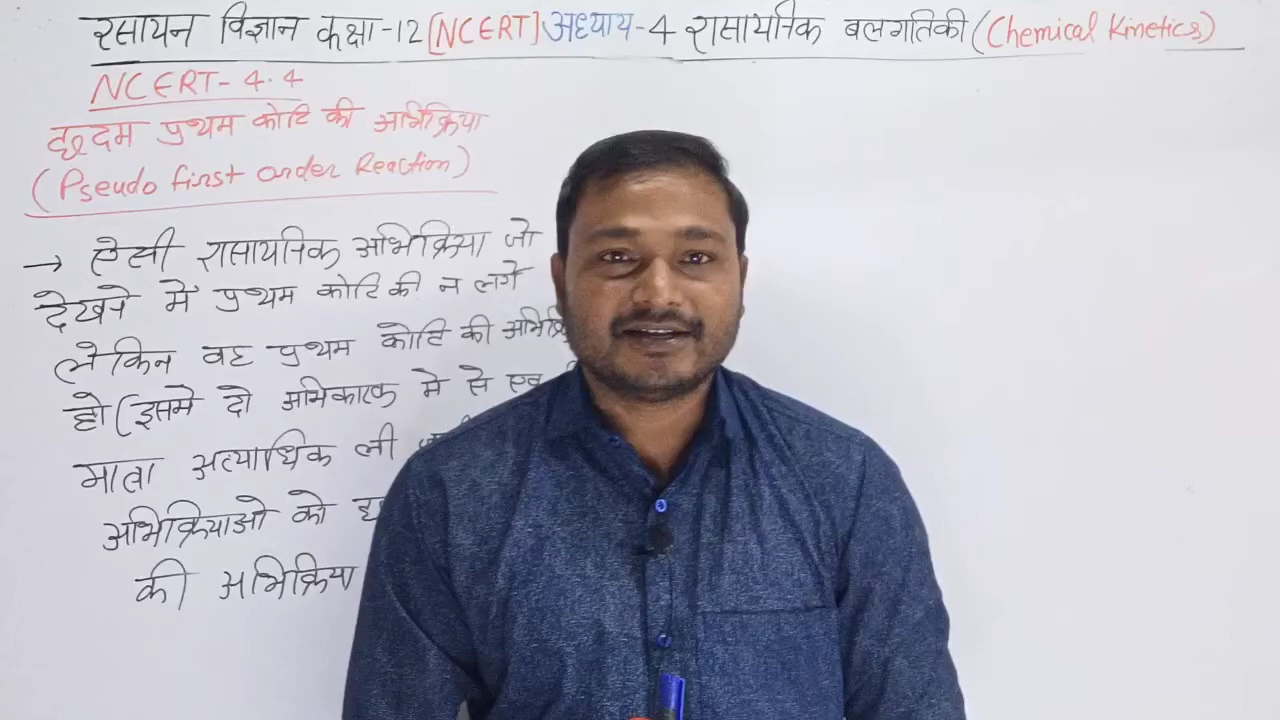 रसायन विज्ञान कक्षा-12 [NCERT] अध्याय-4 रासायनिक बलगतिकी (Chemical Kinetics)
NCERT-4.4
छद्म प्रथम कोटि की अभिक्रिया
(Pseudo first order Reaction)
→ ऐसी रासायनिक अभिक्रिया जो
देखने में प्रथम कोटि की न लगे
लेकिन वह प्रथम कोटि की
हो (इसमे दो अभिकारक मे से
मात्रा अत्याधिक ली
अभिक्रियाओ को
की अभिक्रिया